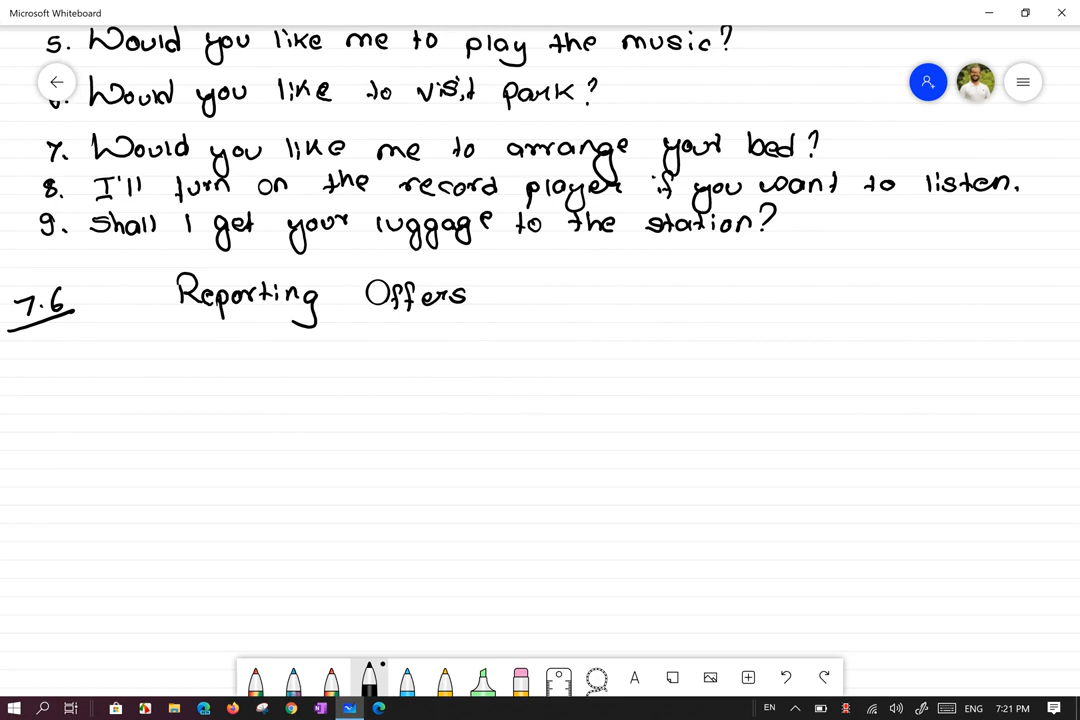 Microsoft Whiteboard
5. Would you like me to play the music?
6. Would you like to visit park?
7. Would you like me to arrange your bed?
8. I'll turn on the record player if you want to listen.
9. Shall I get your luggage to the station?
7.6 Reporting Offers
A
EN
ENG 7:21 PM